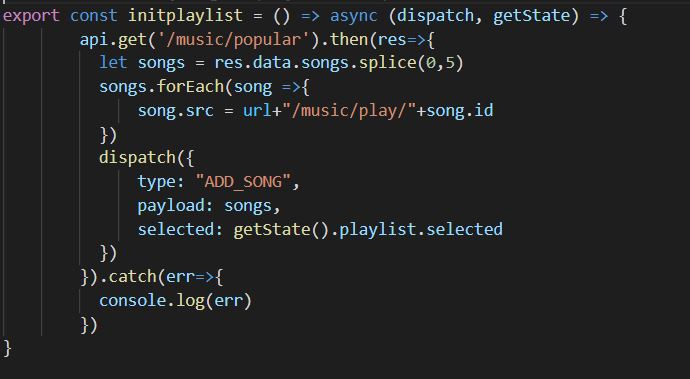 export const initplaylist = () => async (dispatch, getState) => {
api.get('/music/popular').then(res=>{
let songs = res.data.songs.splice(0,5)
songs.forEach(song =>{
song.src = url+"/music/play/"+song.id
})
dispatch({
type: "ADD_SONG",
payload: songs,
selected: getState().playlist.selected
})
}).catch(err=>{
console.log(err)
})
}